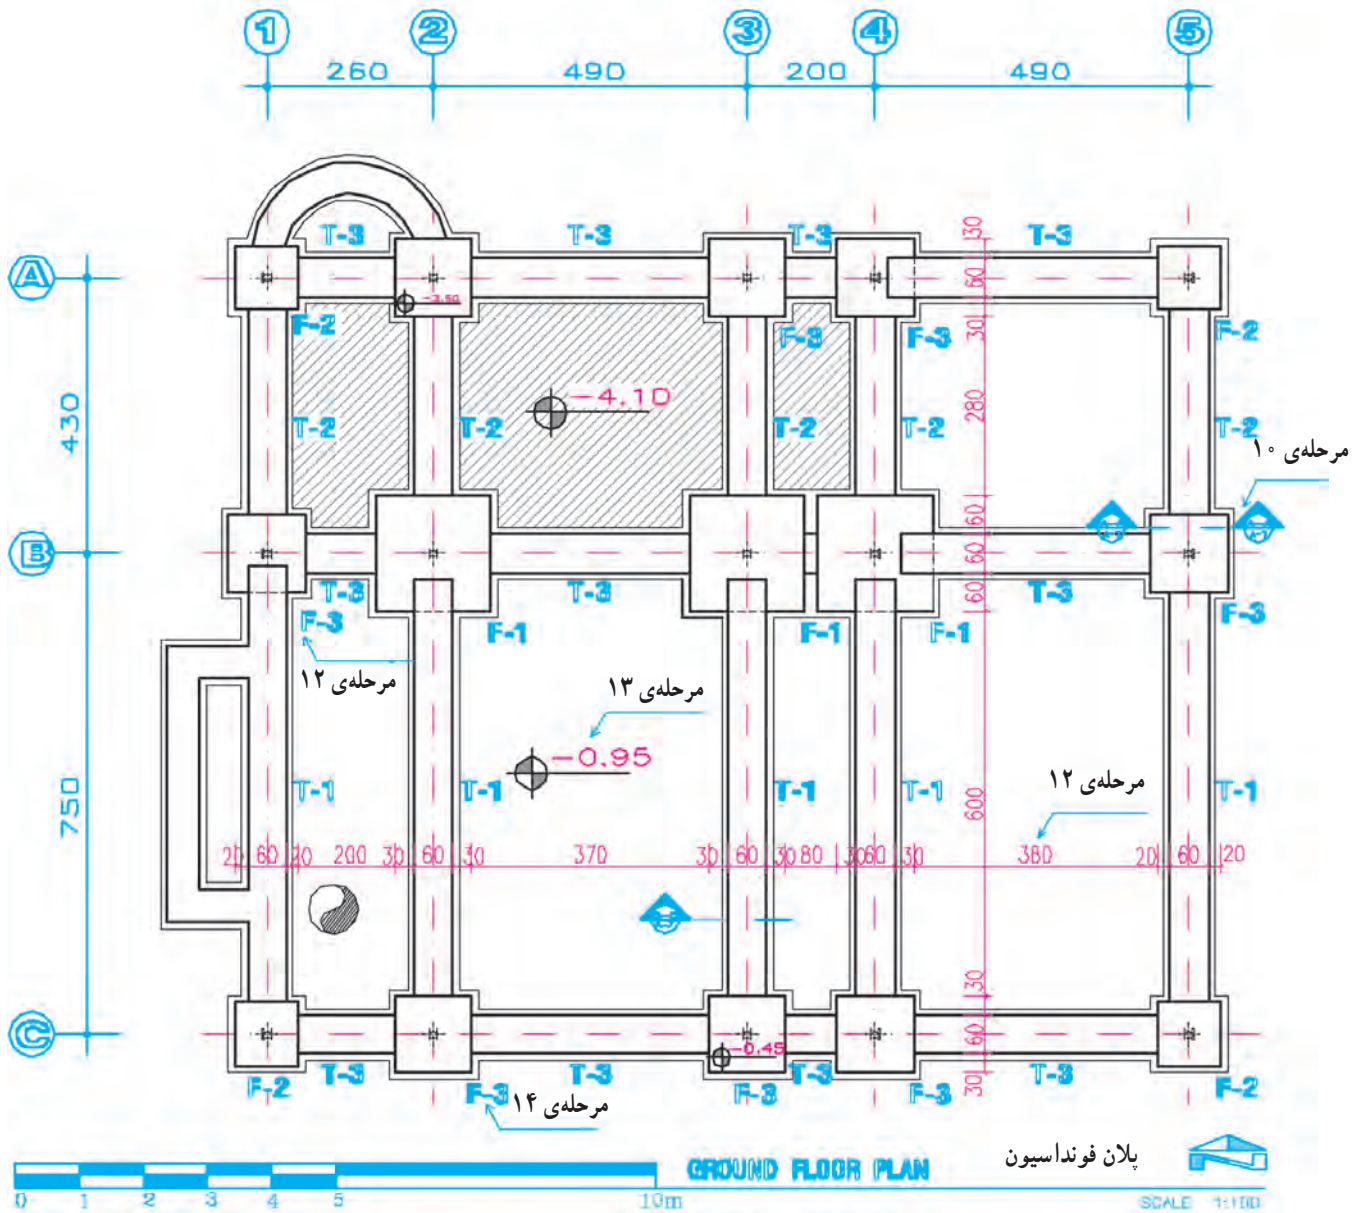 1 2 3 4 5
260 490 200 490
T-3 T-3 T-3 T-3
30
A
60
-3.50
F-2 F-3 F-3 F-2
30
-4.10
280
430
T-2 T-2 T-2 T-2 T-2
مرحله‌ی ۱۰
60
B
60
T-3 T-3 T-3
60
F-3 F-1 F-1 F-1 F-3
مرحله‌ی ۱۲
مرحله‌ی ۱۳
-0.95
مرحله‌ی ۱۲
750
T-1 T-1 T-1 T-1 T-1
600
20 60 20 200 30 60 30 370 30 60 30 80 30 60 30 380 20 60 20
30
C
60
-0.45
T-3 T-3 T-3 T-3
30
F-2 F-3 F-3 F-3 F-2
مرحله‌ی ۱۴
GROUND FLOOR PLAN
پلان فونداسیون
0 1 2 3 4 5 10m
SCALE 1:100